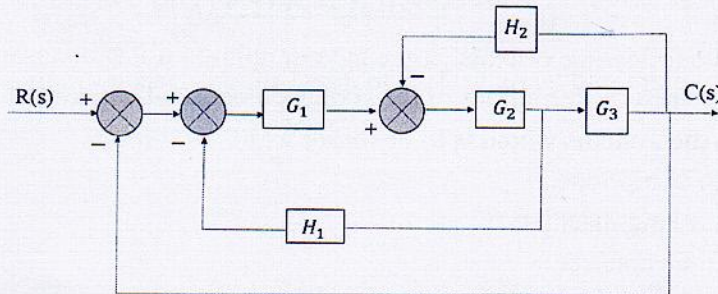 H₂
−
R(s) + + G₁ + G₂ G₃ C(s)
− −
H₁